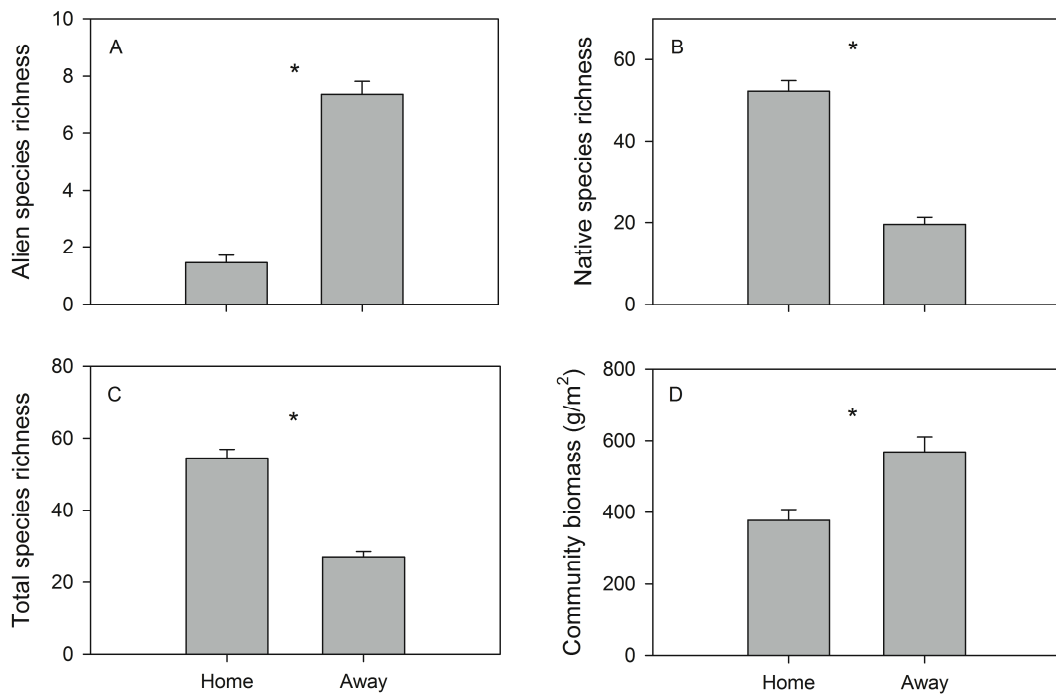 A
*
Alien species richness
10
8
6
4
2
0
B
*
Native species richness
60
40
20
0
C
*
Total species richness
80
60
40
20
0
Home Away
D
*
Community biomass (g/m²)
800
600
400
200
0
Home Away